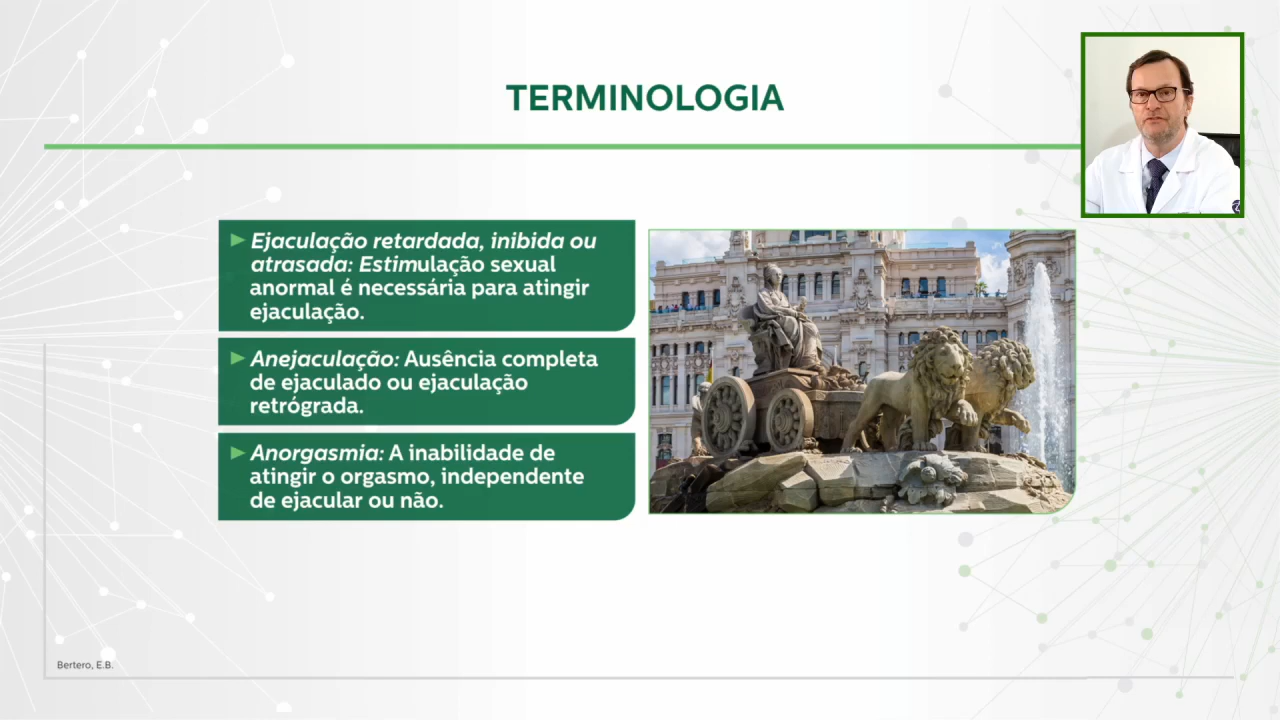 TERMINOLOGIA
Ejaculação retardada, inibida ou
atrasada: Estimulação sexual
anormal é necessária para atingir
ejaculação.
Anejaculação: Ausência completa
de ejaculado ou ejaculação
retrógrada.
Anorgasmia: A inabilidade de
atingir o orgasmo, independente
de ejacular ou não.
Bertero, E.B.